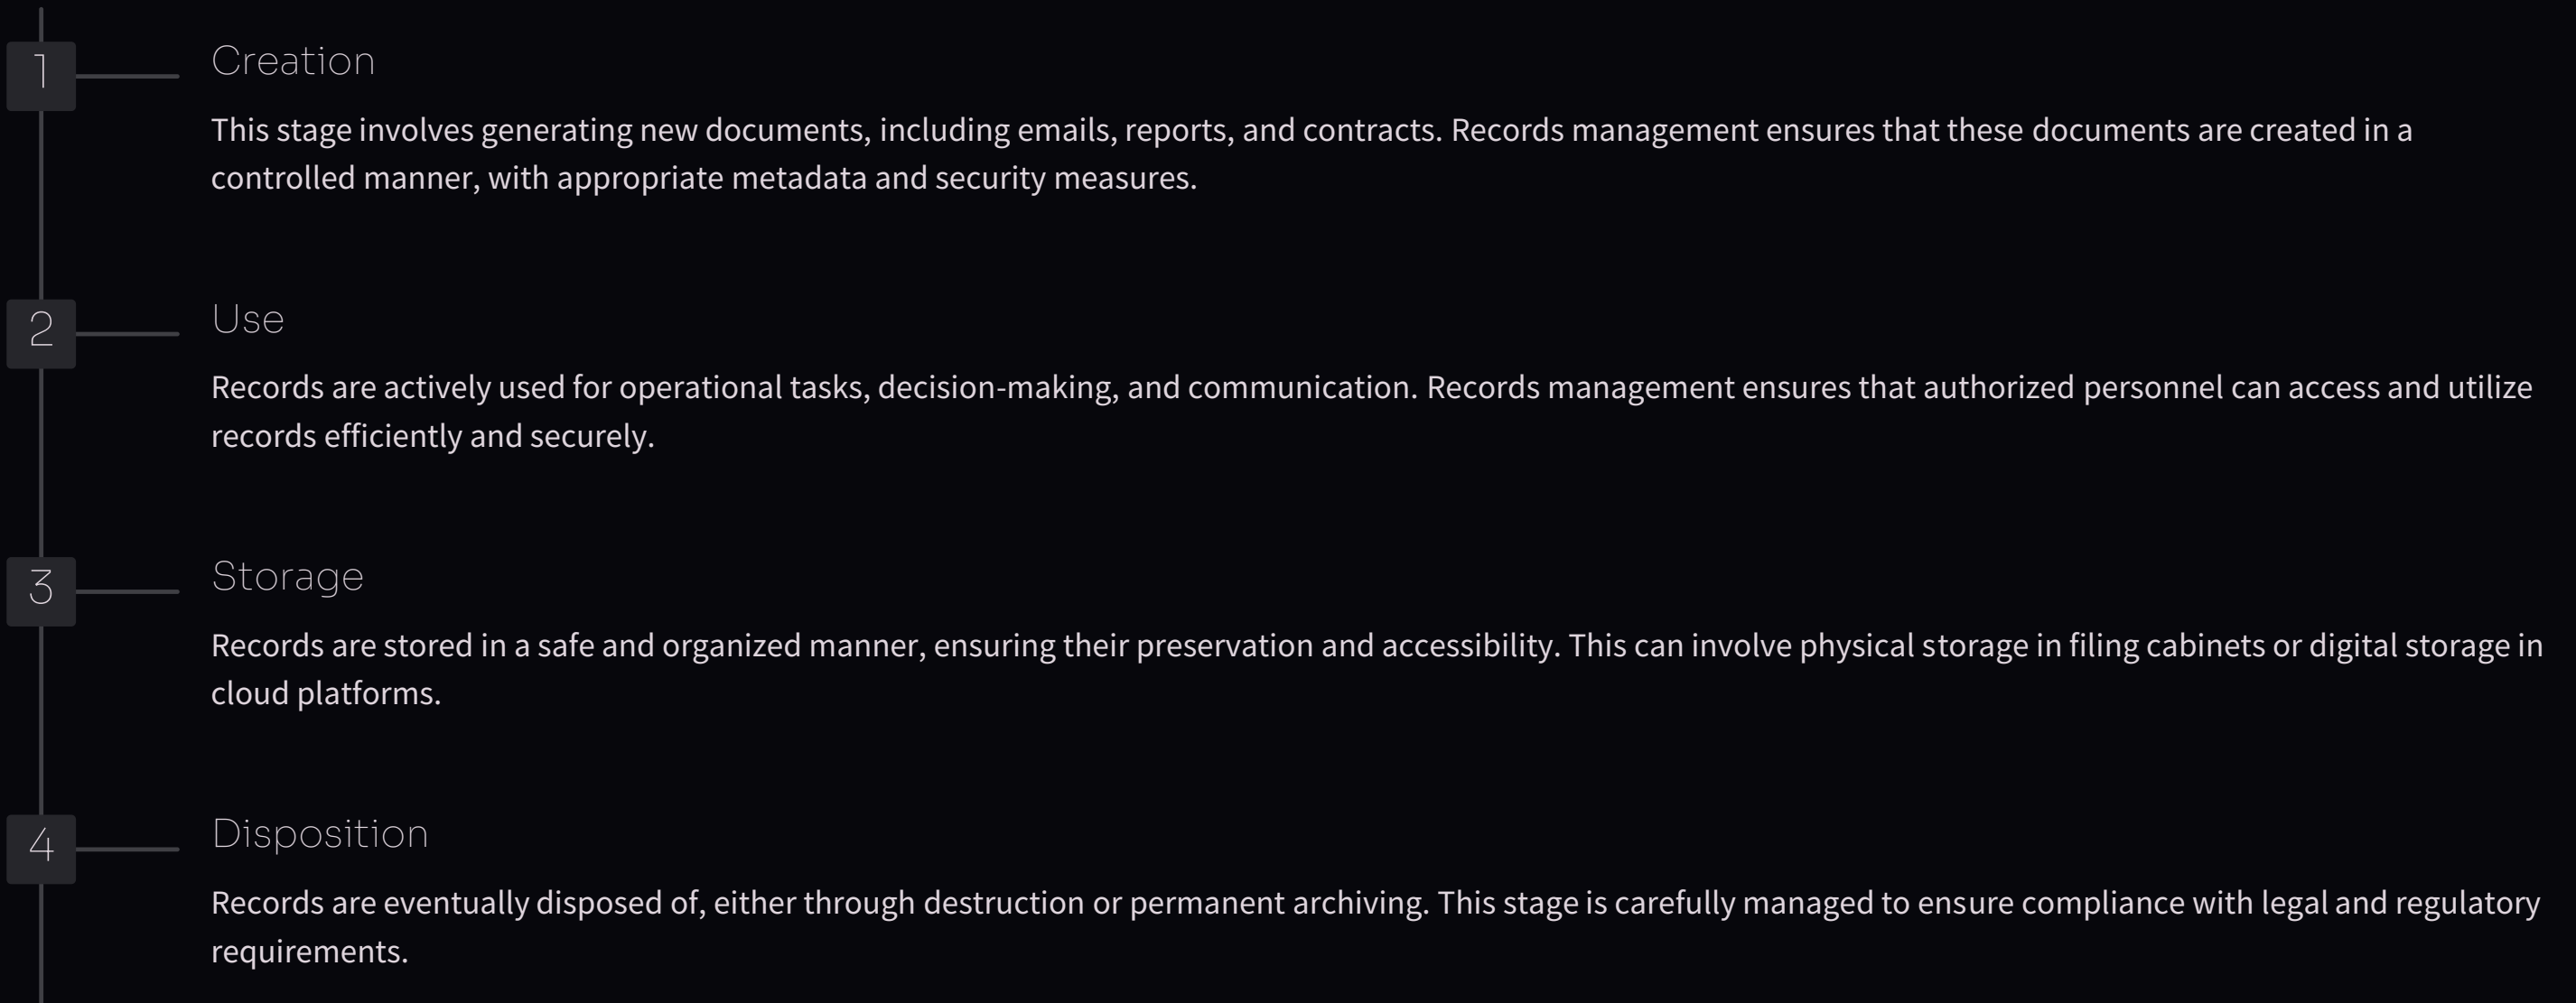 1
Creation
This stage involves generating new documents, including emails, reports, and contracts. Records management ensures that these documents are created in a
controlled manner, with appropriate metadata and security measures.
2
Use
Records are actively used for operational tasks, decision-making, and communication. Records management ensures that authorized personnel can access and utilize
records efficiently and securely.
3
Storage
Records are stored in a safe and organized manner, ensuring their preservation and accessibility. This can involve physical storage in filing cabinets or digital storage in
cloud platforms.
4
Disposition
Records are eventually disposed of, either through destruction or permanent archiving. This stage is carefully managed to ensure compliance with legal and regulatory
requirements.